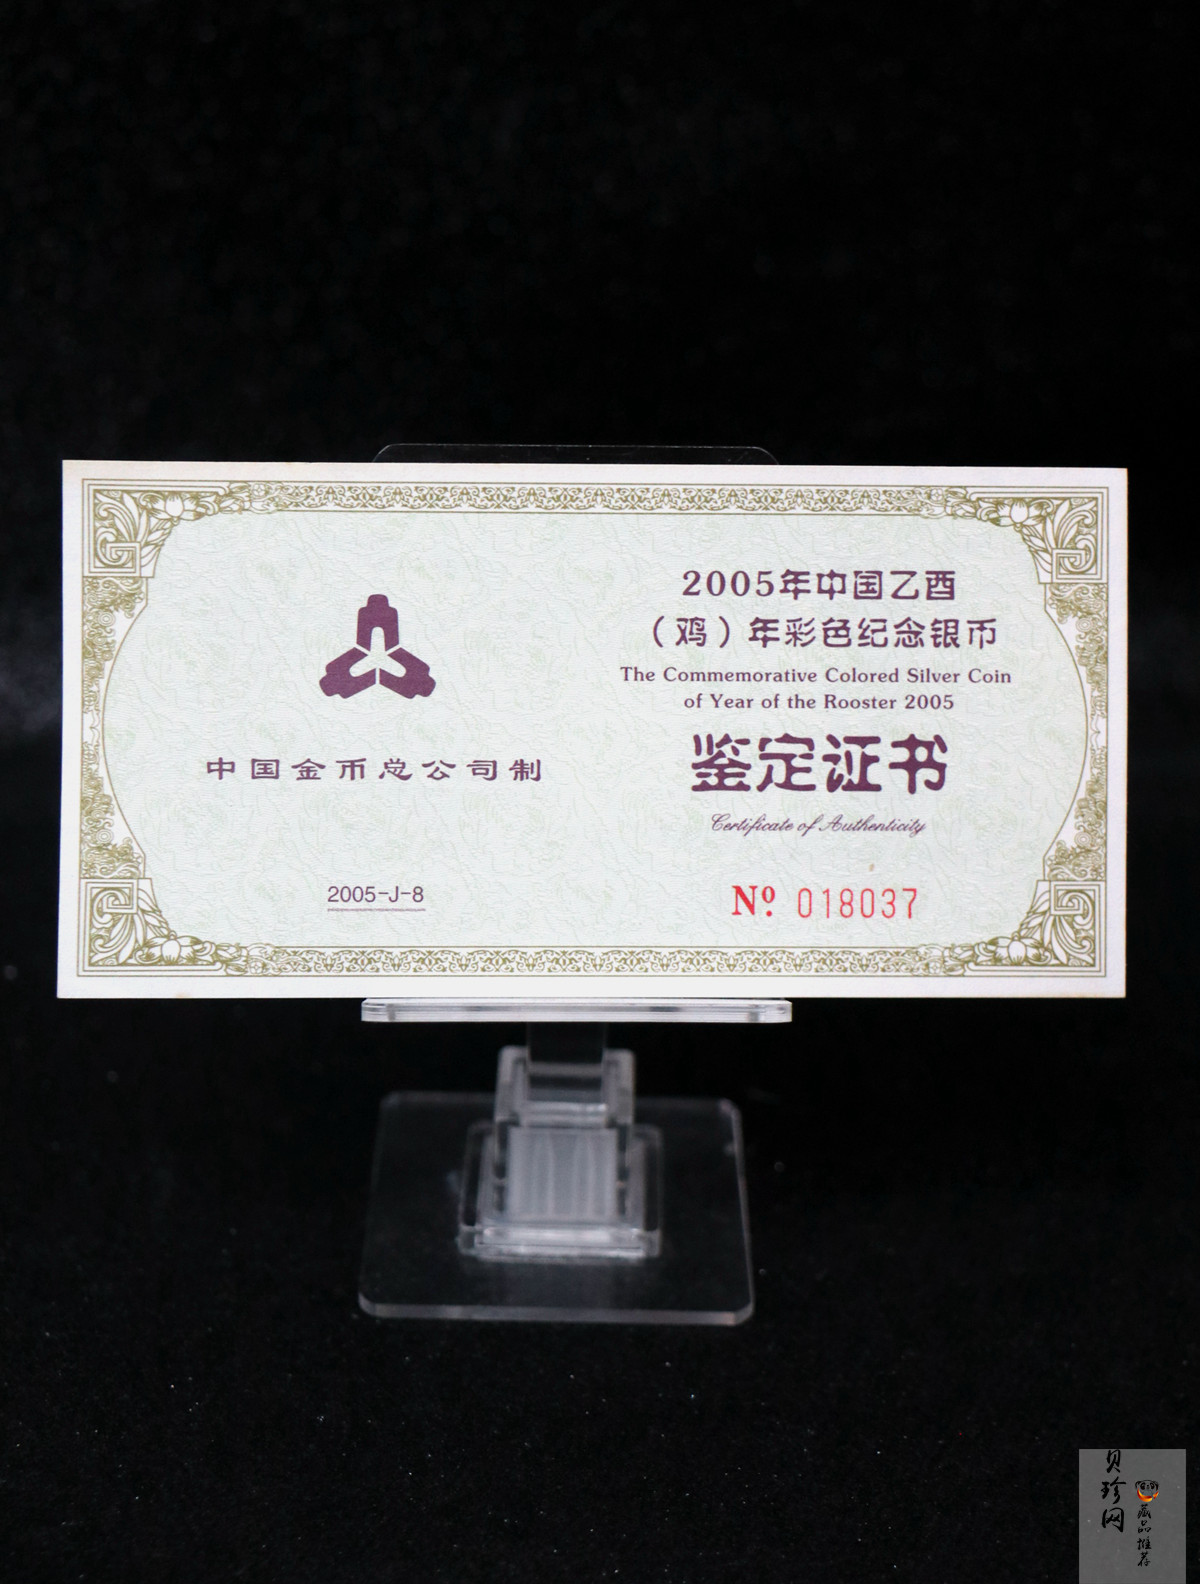 2005年中国乙酉
（鸡）年彩色纪念银币
The Commemorative Colored Silver Coin
of Year of the Rooster 2005
鉴定证书
Certificate of Authenticity
Nº 018037
中国金币总公司制
2005-J-8
贝珍网
藏品推荐